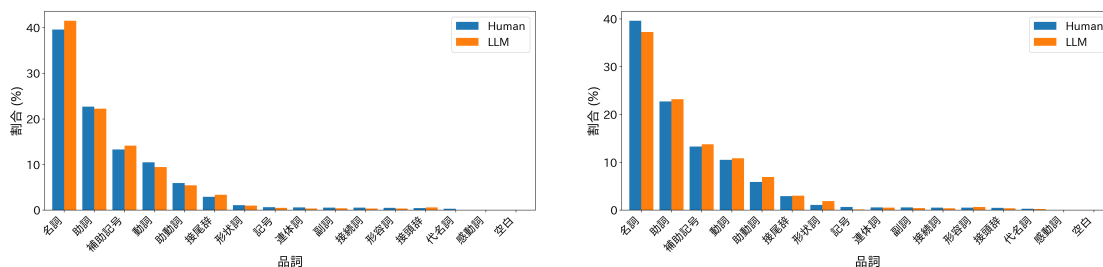 割合 (%)
40
30
20
10
0
Human
LLM
名詞
助詞
補助記号
動詞
助動詞
接尾辞
形状詞
記号
連体詞
副詞
接続詞
形容詞
接頭辞
代名詞
感動詞
空白
品詞
割合 (%)
40
30
20
10
0
Human
LLM
名詞
助詞
補助記号
動詞
助動詞
接尾辞
形状詞
記号
連体詞
副詞
接続詞
形容詞
接頭辞
代名詞
感動詞
空白
品詞